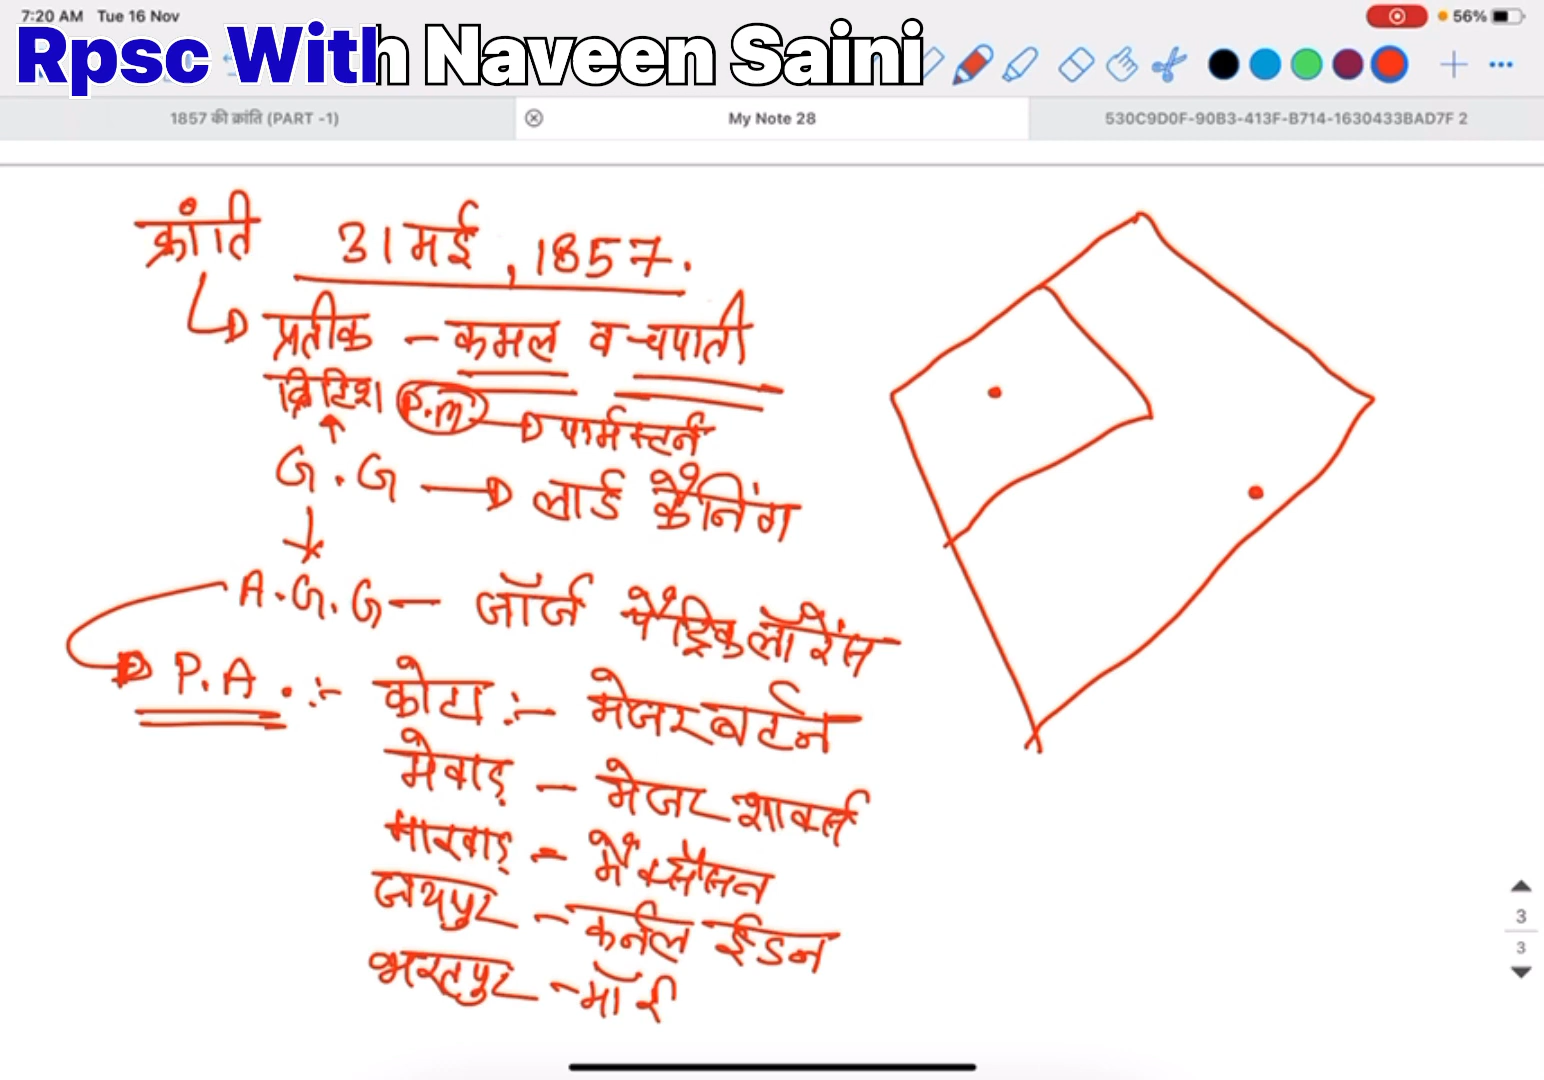 7:20 AM Tue 16 Nov
56%
Rpsc With Naveen Saini
1857 की क्रांति (PART -1)
My Note 28
530C9D0F-90B3-413F-B714-1630433BAD7F 2
क्रांति 31 मई, 1857.
प्रतीक - कमल व चपाती
ब्रिटिश P.M → पार्मस्टर्न
G.G → लार्ड कैनिंग
A.G.G - जॉर्ज पैट्रिक लॉरेंस
P.A. :- कोटा :- मेजर बर्टन
मेवाड़ - मेजर शावर्स
मारवाड़ - मैक्मैसन
जयपुर - कर्नल ईडन
भरतपुर - मॉरी
3
3